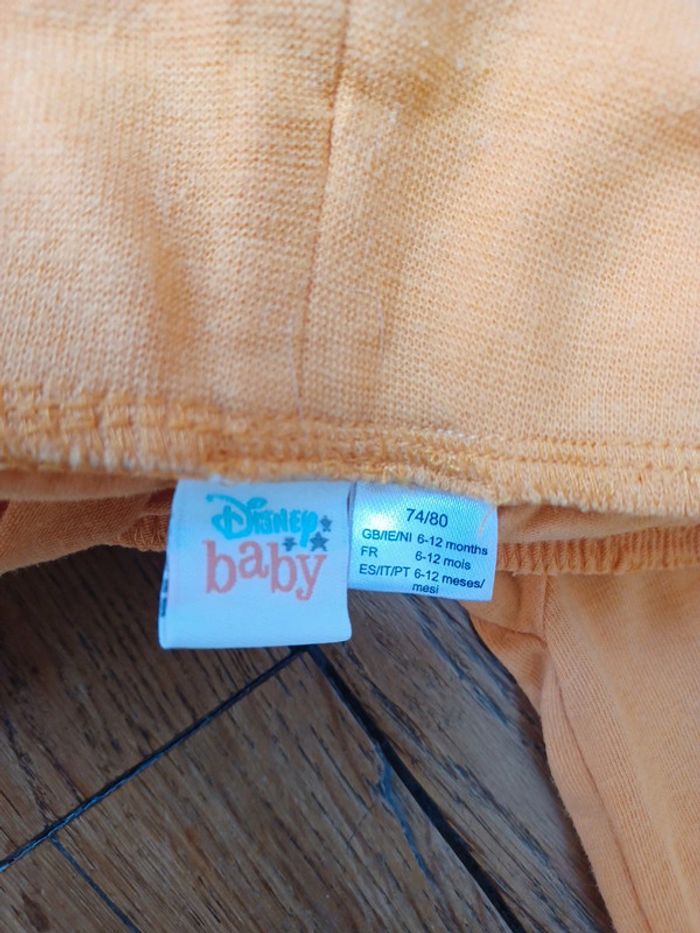 Disney
baby
74/80
GB/IE/NI 6-12 months
FR 6-12 mois
ES/IT/PT 6-12 meses/
mesi